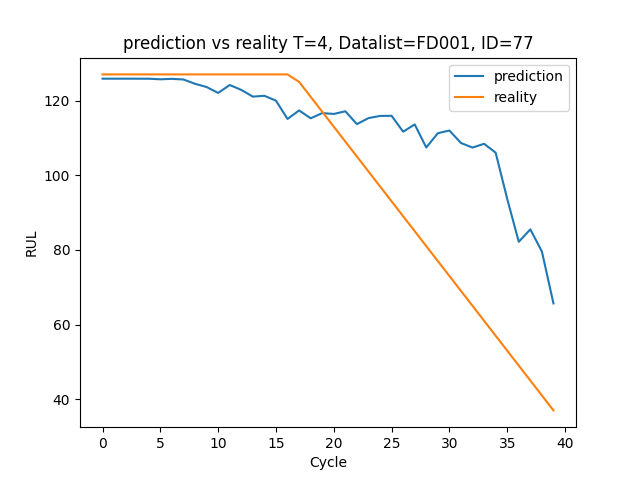 prediction vs reality T=4, Datalist=FD001, ID=77
prediction
reality
RUL
120
100
80
60
40
0 5 10 15 20 25 30 35 40
Cycle